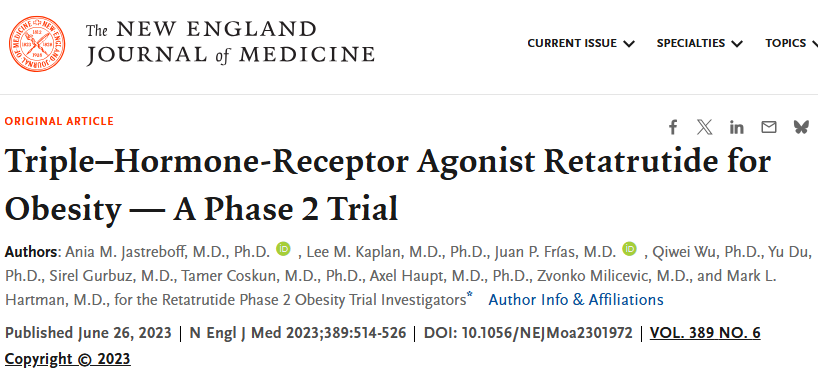 The NEW ENGLAND
JOURNAL of MEDICINE
CURRENT ISSUE SPECIALTIES TOPICS
ORIGINAL ARTICLE
Triple–Hormone-Receptor Agonist Retatrutide for
Obesity — A Phase 2 Trial
Authors: Ania M. Jastreboff, M.D., Ph.D. iD , Lee M. Kaplan, M.D., Ph.D., Juan P. Frías, M.D. iD , Qiwei Wu, Ph.D., Yu Du,
Ph.D., Sirel Gurbuz, M.D., Tamer Coskun, M.D., Ph.D., Axel Haupt, M.D., Ph.D., Zvonko Milicevic, M.D., and Mark L.
Hartman, M.D., for the Retatrutide Phase 2 Obesity Trial Investigators* Author Info & Affiliations
Published June 26, 2023 | N Engl J Med 2023;389:514-526 | DOI: 10.1056/NEJMoa2301972 | VOL. 389 NO. 6
Copyright © 2023